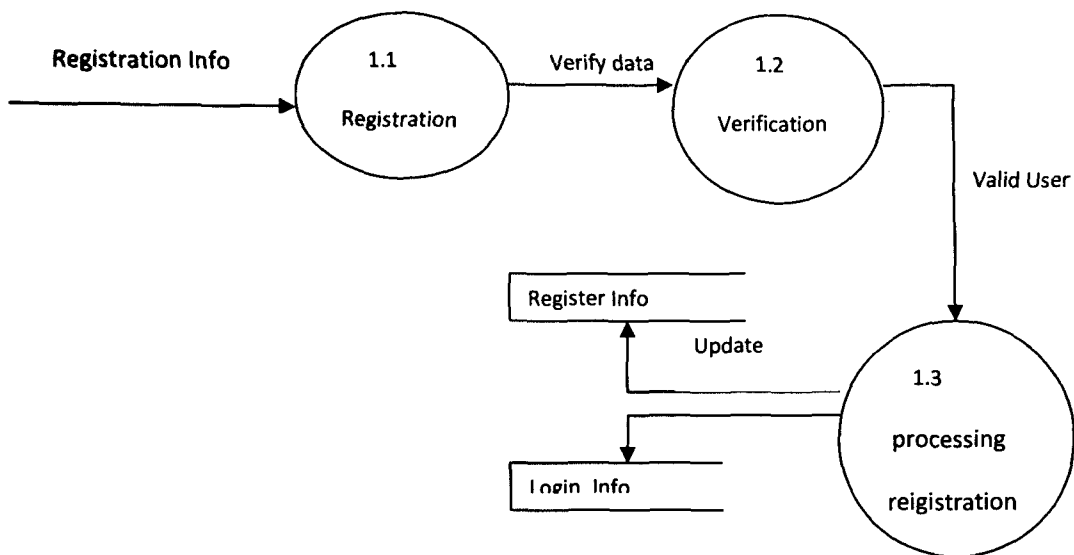 Registration Info
1.1
Registration
Verify data
1.2
Verification
Valid User
Register Info
Update
1.3
processing
reigistration
Login Info